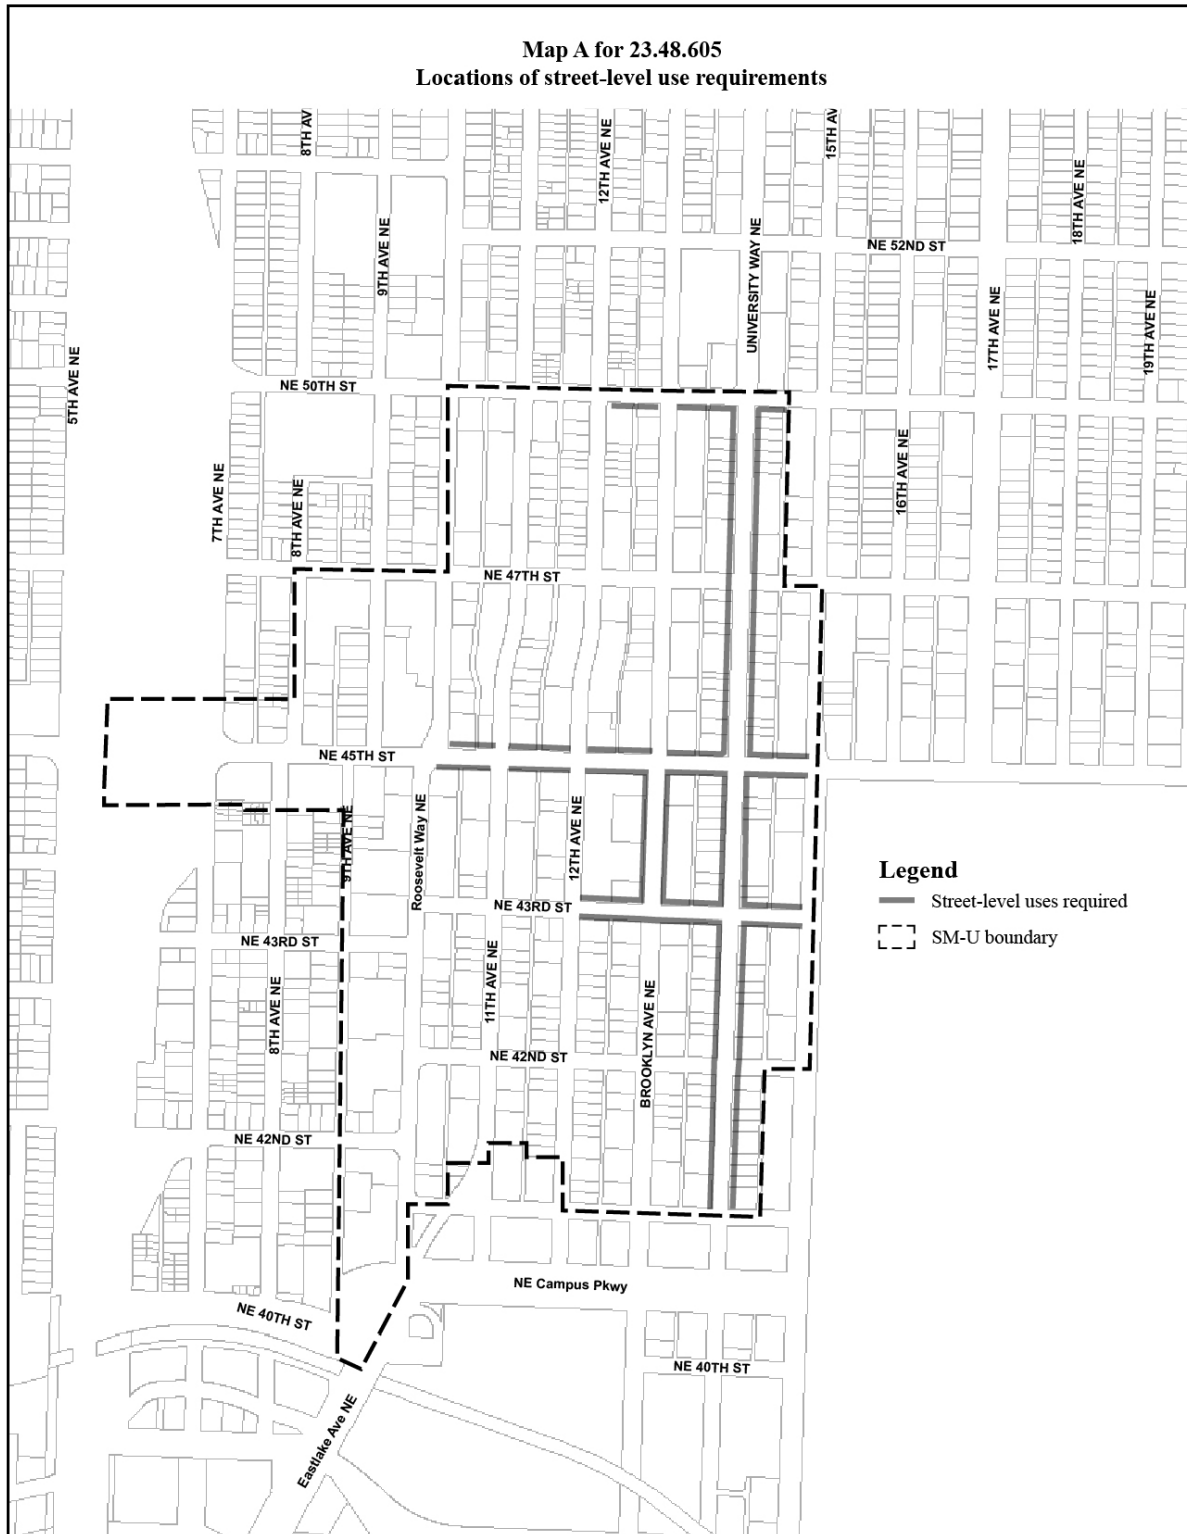 Map A for 23.48.605
Locations of street-level use requirements
8TH AV
12TH AVE NE
15TH AV
18TH AVE NE
9TH AVE NE
UNIVERSITY WAY NE
NE 52ND ST
17TH AVE NE
19TH AVE NE
5TH AVE NE
NE 50TH ST
7TH AVE NE
8TH AVE NE
16TH AVE NE
NE 47TH ST
NE 45TH ST
9TH AVE NE
Roosevelt Way NE
12TH AVE NE
Legend
Street-level uses required
SM-U boundary
NE 43RD ST
NE 43RD ST
8TH AVE NE
11TH AVE NE
BROOKLYN AVE NE
NE 42ND ST
NE 42ND ST
NE Campus Pkwy
NE 40TH ST
NE 40TH ST
Eastlake Ave NE